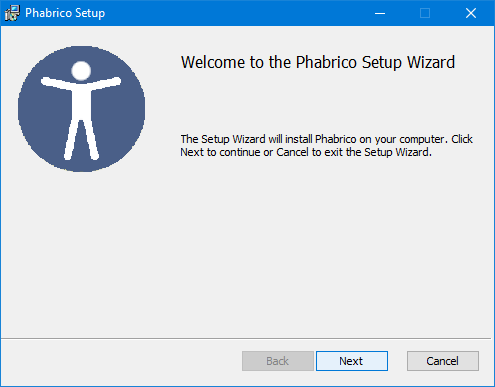 Phabrico Setup
Welcome to the Phabrico Setup Wizard
The Setup Wizard will install Phabrico on your computer. Click
Next to continue or Cancel to exit the Setup Wizard.
Back
Next
Cancel